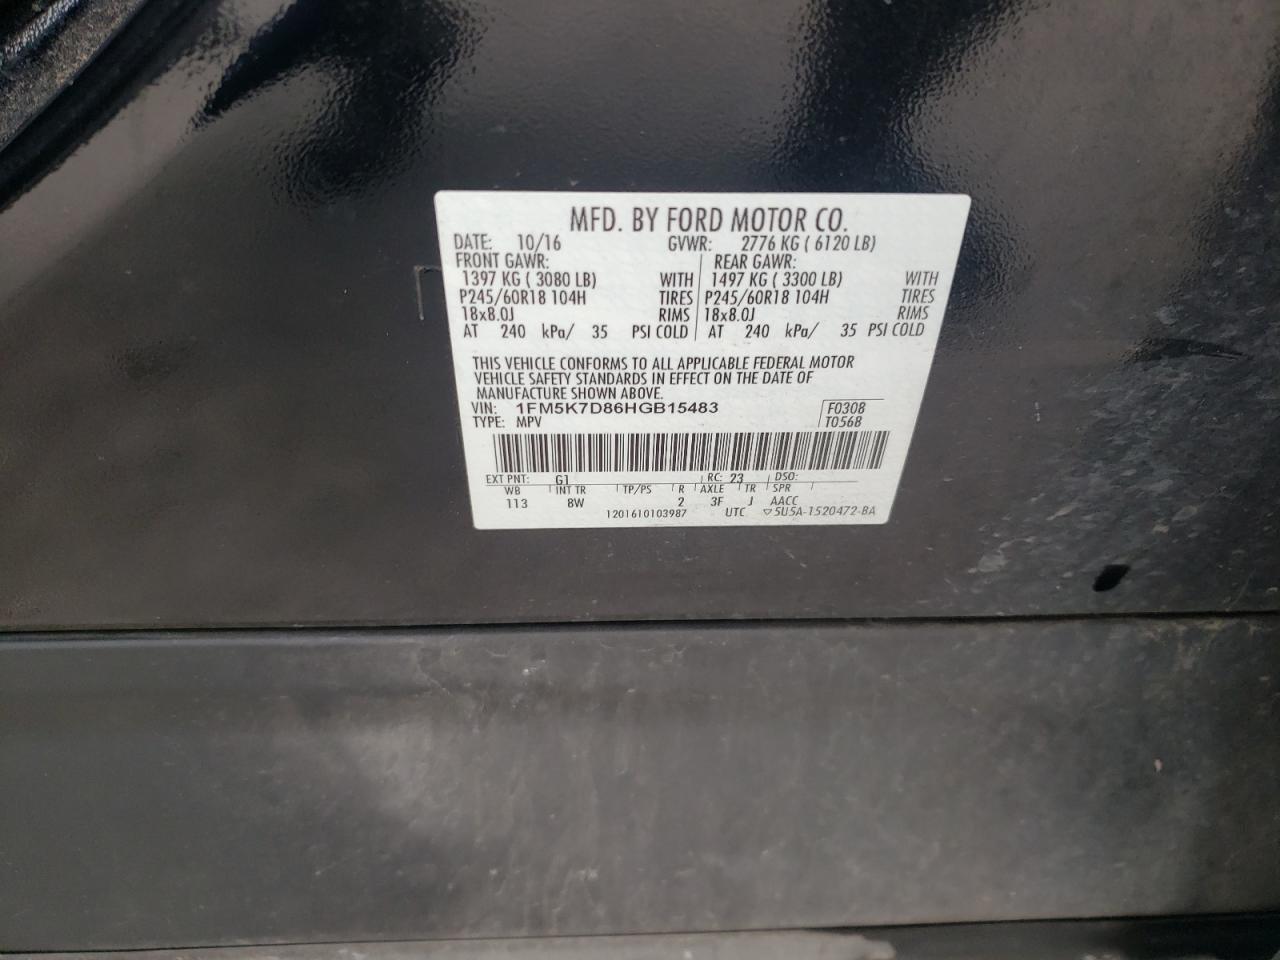 MFD. BY FORD MOTOR CO.
DATE: 10/16 GVWR: 2776 KG ( 6120 LB)
FRONT GAWR: REAR GAWR:
1397 KG ( 3080 LB) WITH 1497 KG ( 3300 LB) WITH
P245/60R18 104H TIRES P245/60R18 104H TIRES
18x8.0J RIMS 18x8.0J RIMS
AT 240 kPa/ 35 PSI COLD AT 240 kPa/ 35 PSI COLD
THIS VEHICLE CONFORMS TO ALL APPLICABLE FEDERAL MOTOR
VEHICLE SAFETY STANDARDS IN EFFECT ON THE DATE OF
MANUFACTURE SHOWN ABOVE.
VIN: 1FM5K7D86HGB15483 F0308
TYPE: MPV T0568
EXT PNT: G1 RC: 23 DSO:
WB INT TR TP/PS R AXLE TR SPR
113 8W 2 3F J AACC
1201610103987 UTC ▽5U5A-1520472-BA